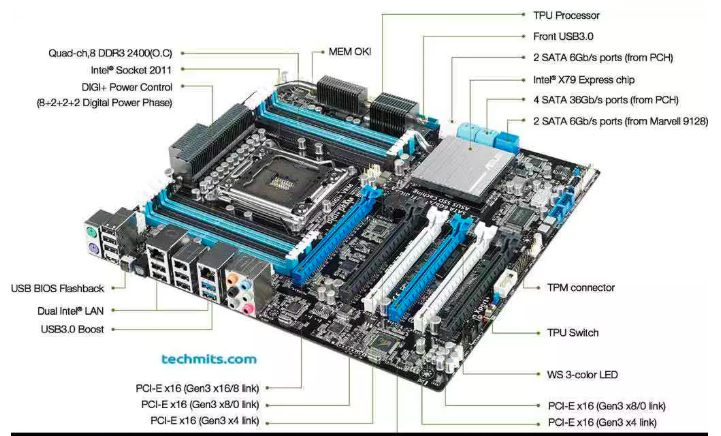 TPU Processor
Front USB3.0
MEM OK!
Quad-ch,8 DDR3 2400(O.C)
2 SATA 6Gb/s ports (from PCH)
Intel® Socket 2011
Intel® X79 Express chip
DIGI+ Power Control
(8+2+2+2 Digital Power Phase)
4 SATA 36Gb/s ports (from PCH)
2 SATA 6Gb/s ports (from Marvell 9128)
USB BIOS Flashback
TPM connector
Dual Intel® LAN
USB3.0 Boost
TPU Switch
techmits.com
WS 3-color LED
PCI-E x16 (Gen3 x16/8 link)
PCI-E x16 (Gen3 x8/0 link)
PCI-E x16 (Gen3 x4 link)
PCI-E x16 (Gen3 x8/0 link)
PCI-E x16 (Gen3 x4 link)